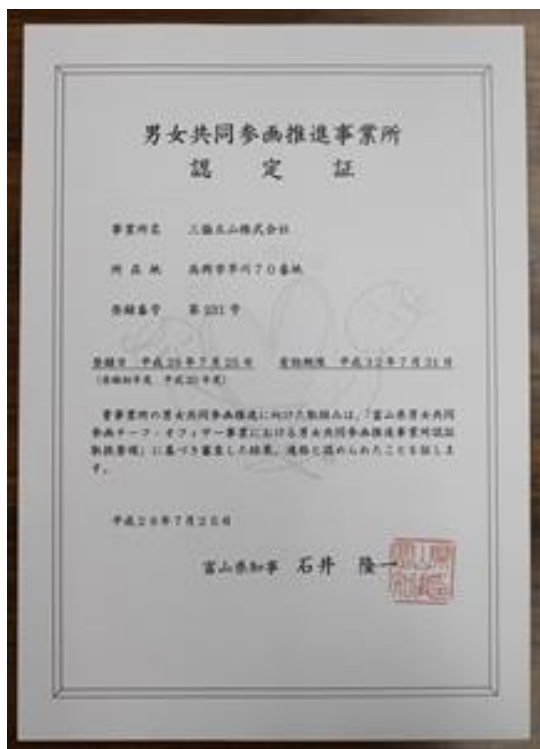 男女共同参画推進事業所
認定証
事業所名 三協立山株式会社
所在地 高岡市早川70番地
登録番号 第231号
登録日 平成29年7月25日 有効期限 平成32年7月31日
(登録初年度 平成20年度)
貴事業所の男女共同参画推進に向けた取組みは、「富山県男女共同
参画チーフ・オフィサー事業における男女共同参画推進事業所認証
取扱要領」に基づき審査した結果、適格と認められたことを証しま
す。
平成29年7月25日
富山県知事 石井 隆一